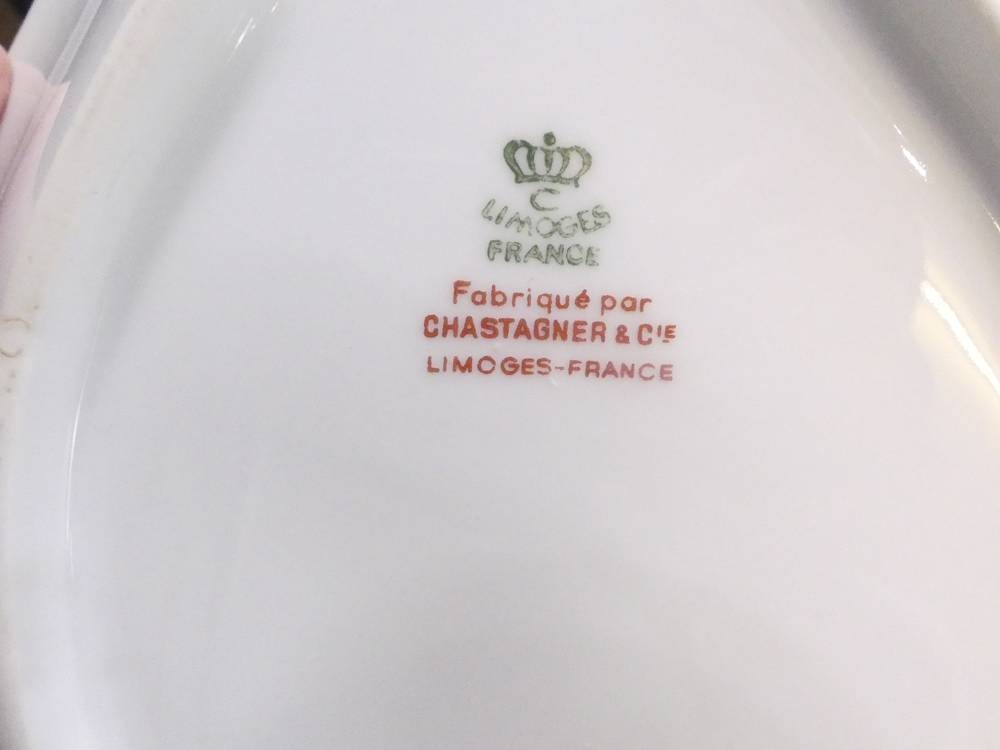 C
LIMOGES
FRANCE
Fabriqué par
CHASTAGNER & CIE
LIMOGES-FRANCE